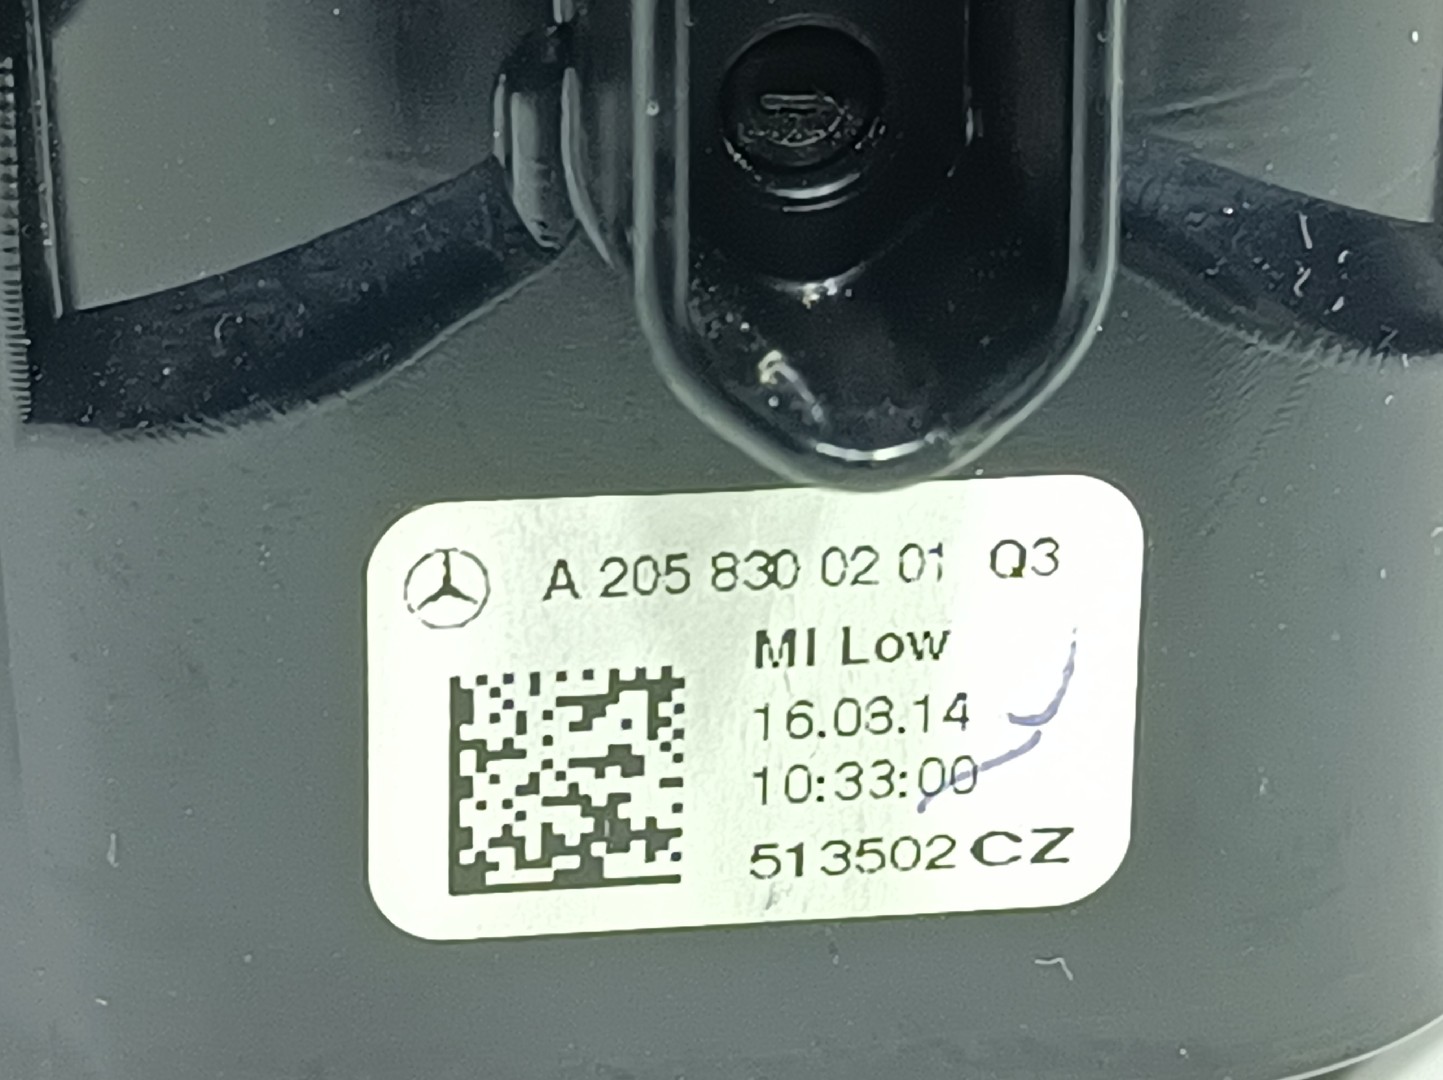 A 205 830 02 01 Q3
MI Low
16.03.14
10:33:00
513502 CZ